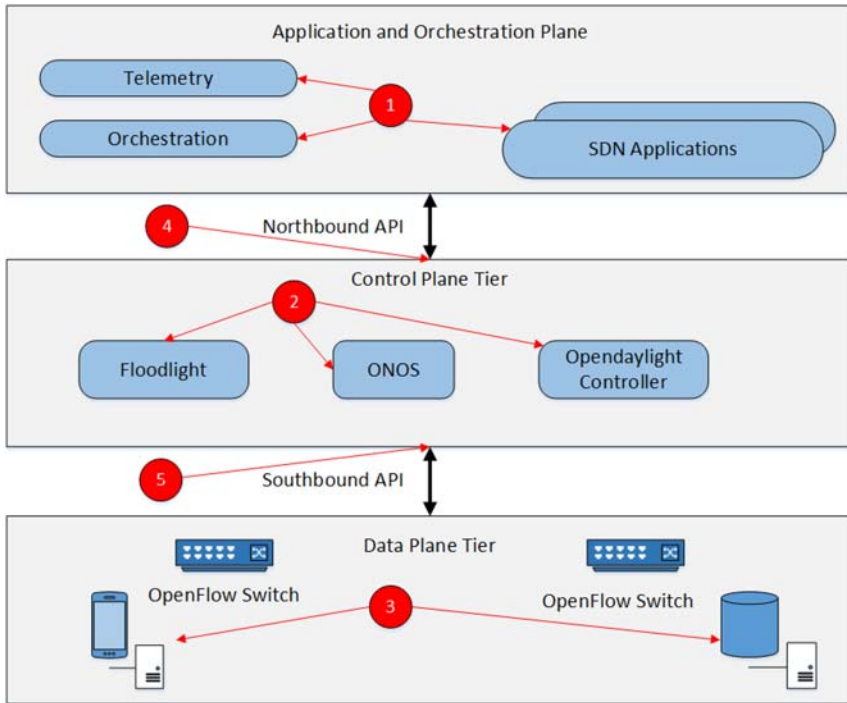 Application and Orchestration Plane
Telemetry
1
Orchestration
SDN Applications
4
Northbound API
Control Plane Tier
2
Floodlight
ONOS
Opendaylight
Controller
5
Southbound API
Data Plane Tier
OpenFlow Switch
OpenFlow Switch
3